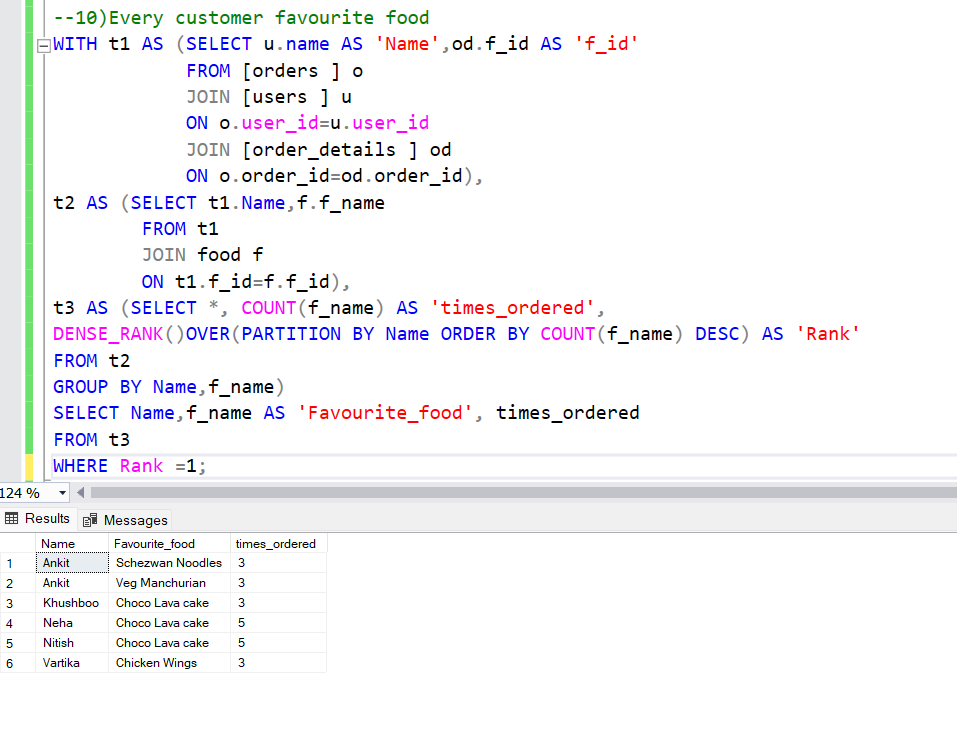 --10)Every customer favourite food
WITH t1 AS (SELECT u.name AS 'Name',od.f_id AS 'f_id'
FROM [orders ] o
JOIN [users ] u
ON o.user_id=u.user_id
JOIN [order_details ] od
ON o.order_id=od.order_id),
t2 AS (SELECT t1.Name,f.f_name
FROM t1
JOIN food f
ON t1.f_id=f.f_id),
t3 AS (SELECT *, COUNT(f_name) AS 'times_ordered',
DENSE_RANK()OVER(PARTITION BY Name ORDER BY COUNT(f_name) DESC) AS 'Rank'
FROM t2
GROUP BY Name,f_name)
SELECT Name,f_name AS 'Favourite_food', times_ordered
FROM t3
WHERE Rank =1;
124 %
Results Messages
Name Favourite_food times_ordered
1 Ankit Schezwan Noodles 3
2 Ankit Veg Manchurian 3
3 Khushboo Choco Lava cake 3
4 Neha Choco Lava cake 5
5 Nitish Choco Lava cake 5
6 Vartika Chicken Wings 3